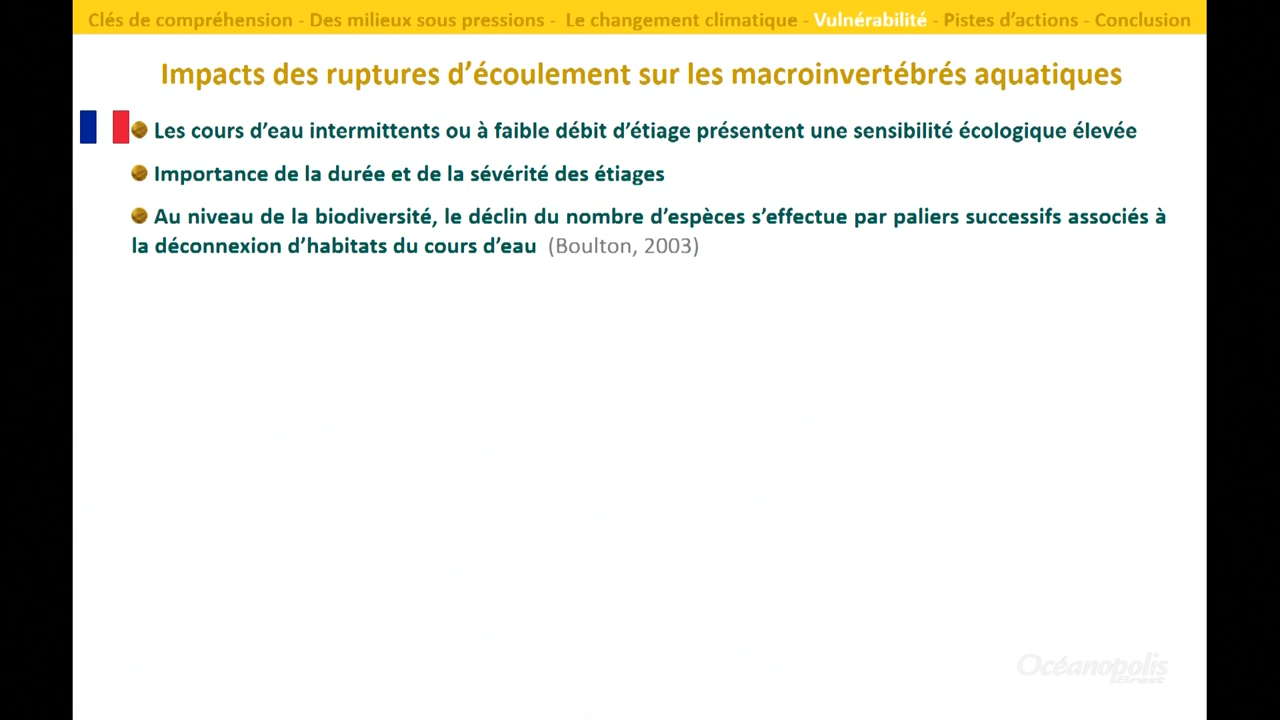 Clés de compréhension - Des milieux sous pressions - Le changement climatique - Vulnérabilité - Pistes d'actions - Conclusion
Impacts des ruptures d'écoulement sur les macroinvertébrés aquatiques
Les cours d'eau intermittents ou à faible débit d'étiage présentent une sensibilité écologique élevée
Importance de la durée et de la sévérité des étiages
Au niveau de la biodiversité, le déclin du nombre d'espèces s'effectue par paliers successifs associés à
la déconnexion d'habitats du cours d'eau (Boulton, 2003)
Océanopolis
Brest